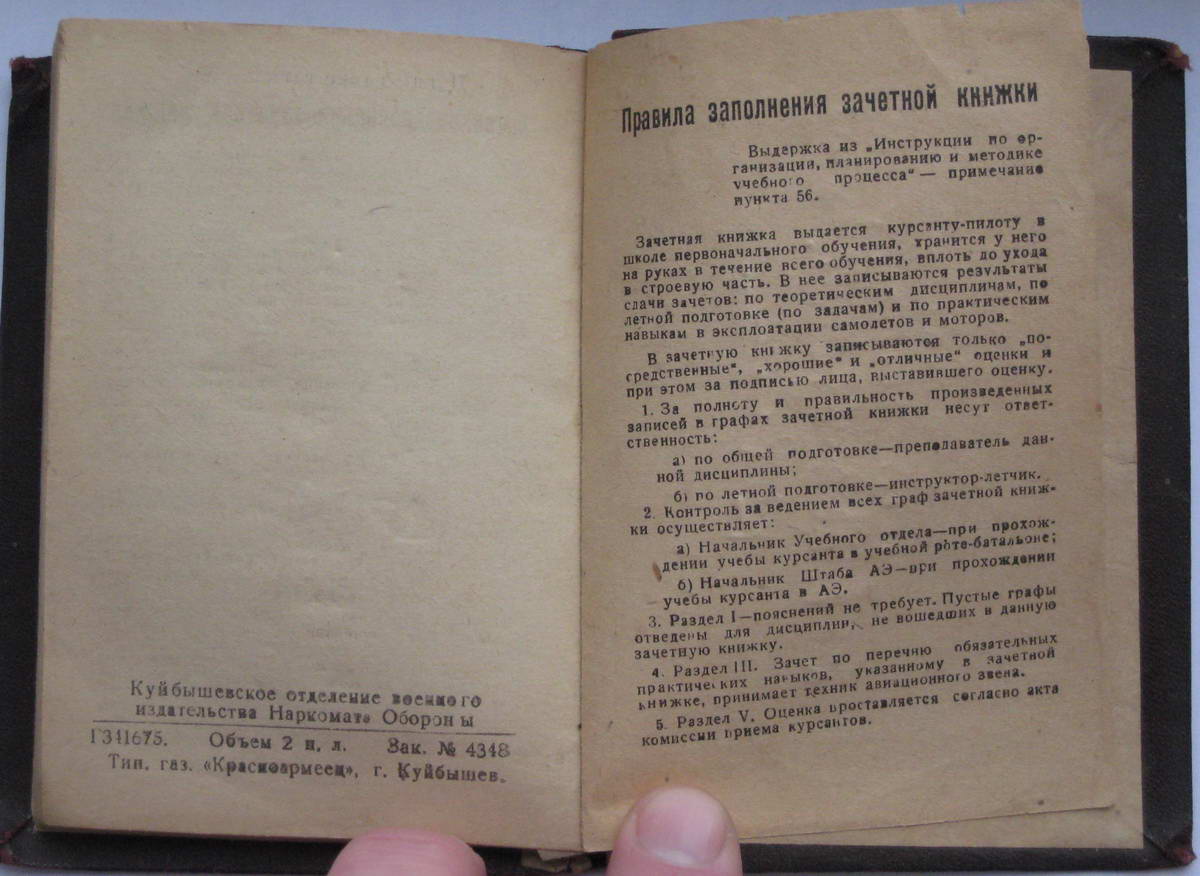 Куйбышевское отделение военного
издательства Наркомата Обороны
Г341675. Объем 2 п. л. Зак. № 4348
Тип. газ. «Красноармеец», г. Куйбышев.
Правила заполнения зачетной книжки
Выдержка из „Инструкции по ор-
ганизации, планированию и методике
учебного процесса“ — примечание
пункта 56.
Зачетная книжка выдается курсанту-пилоту в
школе первоначального обучения, хранится у него
на руках в течение всего обучения, вплоть до ухода
в строевую часть. В нее записываются результаты
сдачи зачетов: по теоретическим дисциплинам, по
летной подготовке (по задачам) и по практическим
навыкам в эксплоатации самолетов и моторов.
В зачетную книжку записываются только „по-
средственные“, „хорошие“ и „отличные“ оценки и
при этом за подписью лица, выставившего оценку.
1. За полноту и правильность произведенных
записей в графах зачетной книжки несут ответ-
ственность:
а) по общей подготовке—преподаватель дан-
ной дисциплины;
б) по летной подготовке—инструктор-летчик.
2. Контроль за ведением всех граф зачетной книж-
ки осуществляет:
а) Начальник Учебного отдела—при прохож-
дении учебы курсанта в учебной роте-батальоне;
б) Начальник Штаба АЭ—при прохождении
учебы курсанта в АЭ.
3. Раздел I—пояснений не требует. Пустые графы
отведены для дисциплин, не вошедших в данную
зачетную книжку.
4. Раздел III. Зачет по перечню обязательных
практических навыков, указанному в зачетной
книжке, принимает техник авиационного звена.
5. Раздел V. Оценка проставляется согласно акта
комиссии приема курсантов.